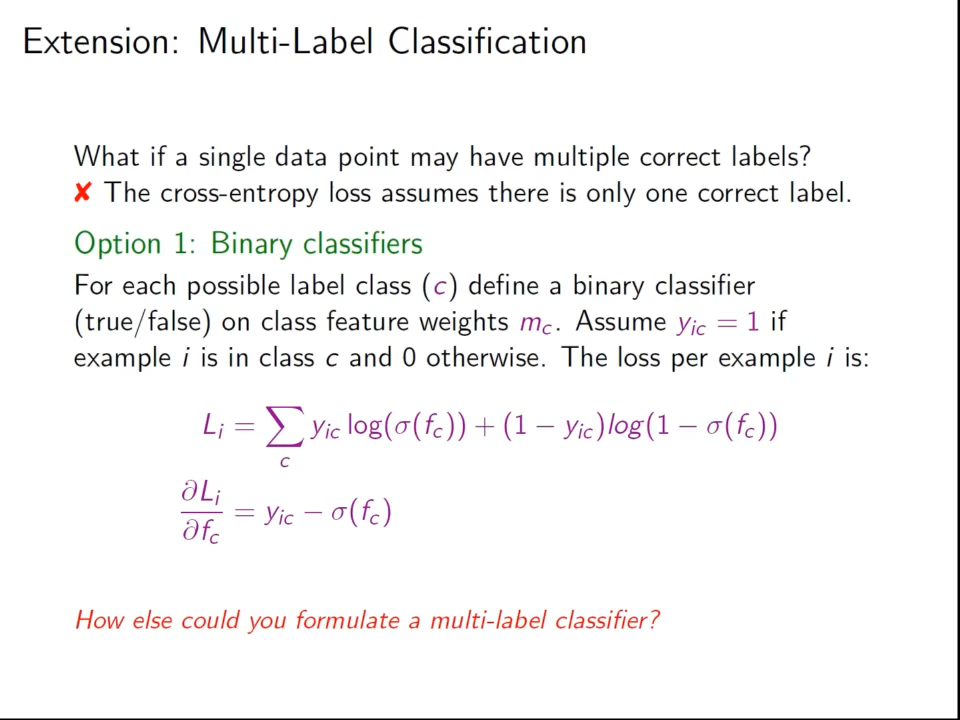 Extension: Multi-Label Classification
What if a single data point may have multiple correct labels?
✘ The cross-entropy loss assumes there is only one correct label.
Option 1: Binary classifiers
For each possible label class (c) define a binary classifier
(true/false) on class feature weights m_c. Assume y_ic = 1 if
example i is in class c and 0 otherwise. The loss per example i is:
L_i = ∑_c y_ic log(σ(f_c)) + (1 − y_ic)log(1 − σ(f_c))
∂L_i/∂f_c = y_ic − σ(f_c)
How else could you formulate a multi-label classifier?